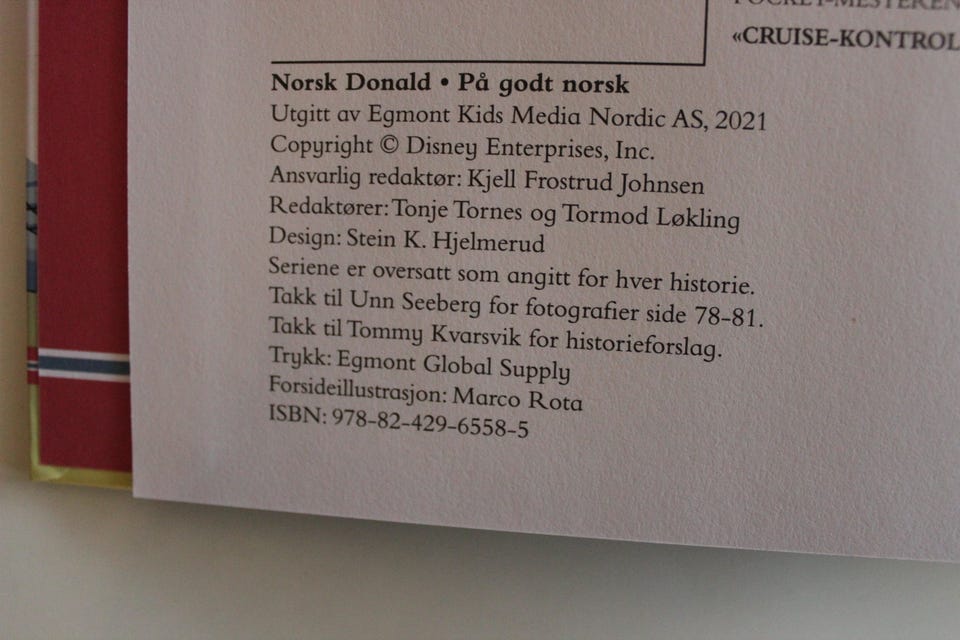 POCKET-MESTEREN
«CRUISE-KONTROL
Norsk Donald • På godt norsk
Utgitt av Egmont Kids Media Nordic AS, 2021
Copyright © Disney Enterprises, Inc.
Ansvarlig redaktør: Kjell Frostrud Johnsen
Redaktører: Tonje Tornes og Tormod Løkling
Design: Stein K. Hjelmerud
Seriene er oversatt som angitt for hver historie.
Takk til Unn Seeberg for fotografier side 78-81.
Takk til Tommy Kvarsvik for historieforslag.
Trykk: Egmont Global Supply
Forsideillustrasjon: Marco Rota
ISBN: 978-82-429-6558-5